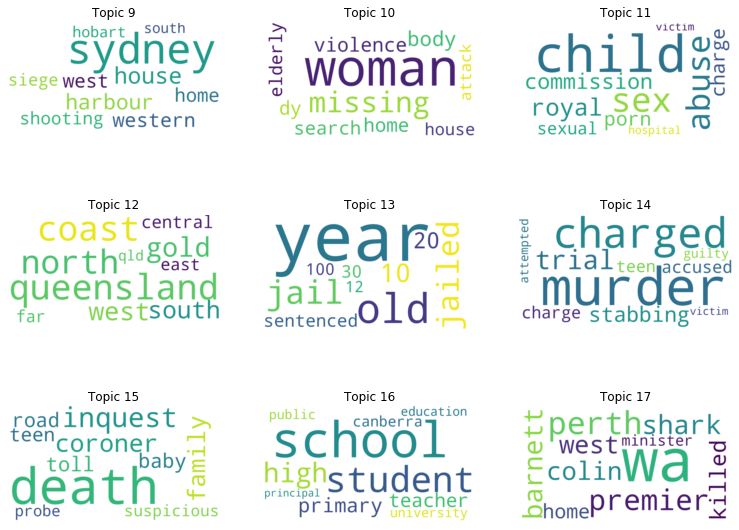 Topic 9
hobart south
sydney
siege west house
harbour home
shooting western
Topic 10
elderly violence body
woman attack
dy missing
search home house
Topic 11
victim
child abuse charge
commission sex
royal porn
sexual hospital
Topic 12
coast central
north qld gold
east
queensland
far west south
Topic 13
year 20
100 30 10 jailed
jail 12
sentenced old
Topic 14
attempted charged
trial guilty
teen accused
murder
charge stabbing victim
Topic 15
road inquest
teen coroner family
toll baby
death
probe suspicious
Topic 16
public canberra education
school
high student
principal primary teacher
university
Topic 17
barnett perth shark
west minister killed
colin wa
home premier